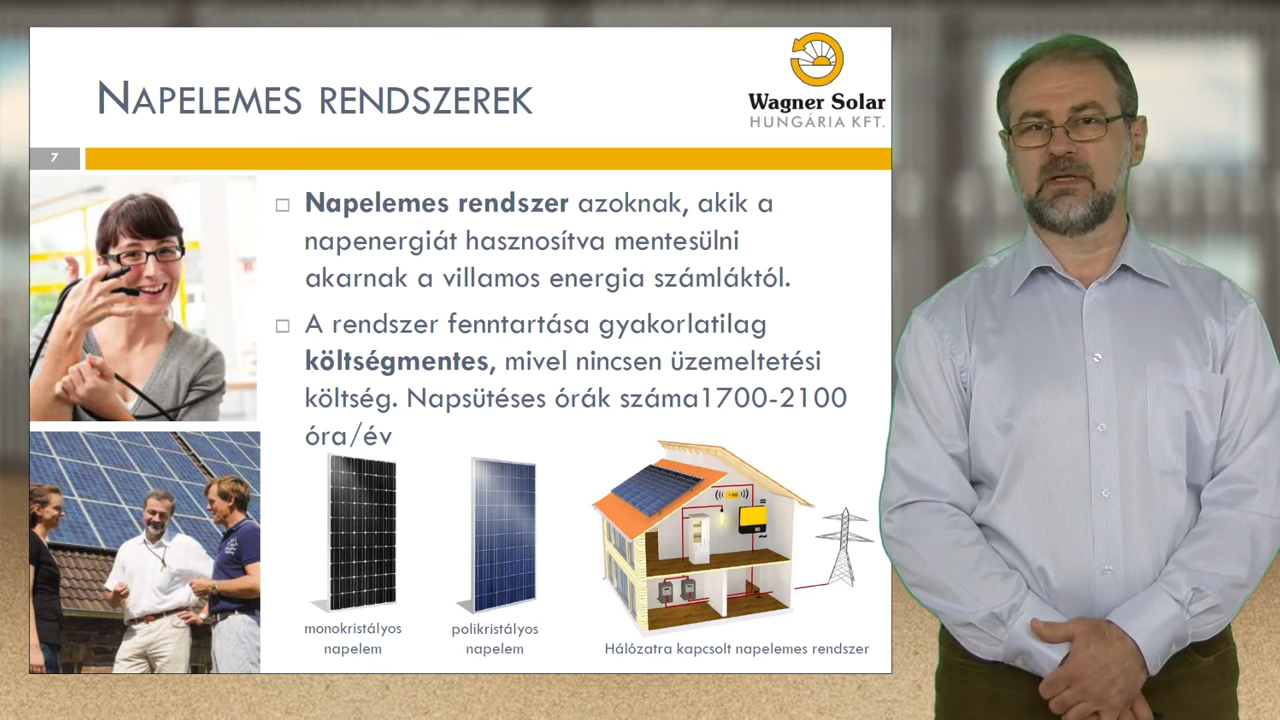 NAPELEMES RENDSZEREK
Wagner Solar
HUNGÁRIA KFT.
7
Napelemes rendszer azoknak, akik a
napenergiát hasznosítva mentesülni
akarnak a villamos energia számláktól.
A rendszer fenntartása gyakorlatilag
költségmentes, mivel nincsen üzemeltetési
költség. Napsütéses órák száma1700-2100
óra/év
monokristályos
napelem
polikristályos
napelem
Hálózatra kapcsolt napelemes rendszer